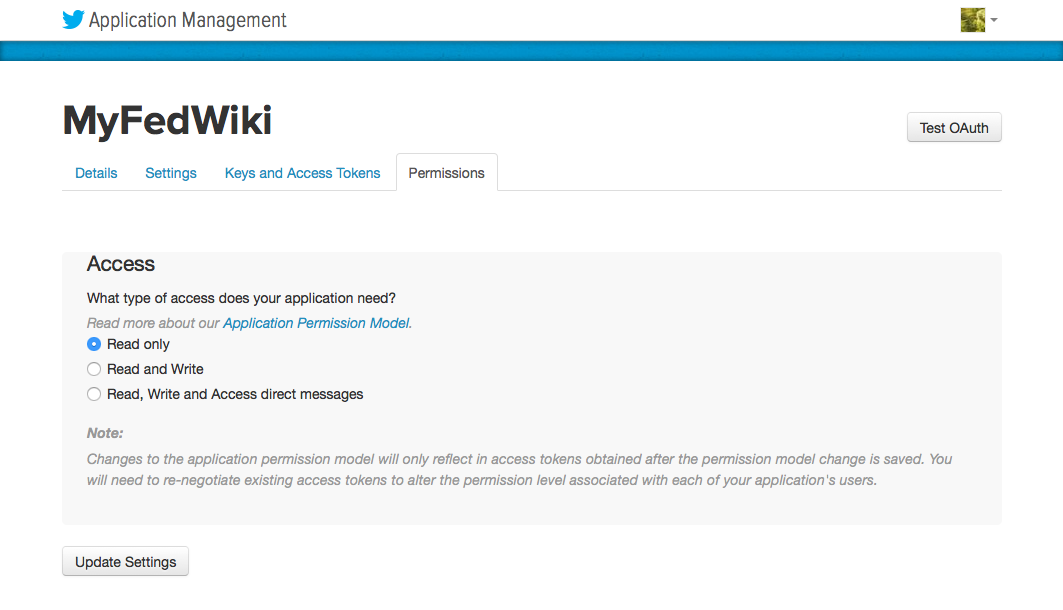 Application Management
MyFedWiki
Test OAuth
Details Settings Keys and Access Tokens Permissions
Access
What type of access does your application need?
Read more about our Application Permission Model.
Read only
Read and Write
Read, Write and Access direct messages
Note:
Changes to the application permission model will only reflect in access tokens obtained after the permission model change is saved. You
will need to re-negotiate existing access tokens to alter the permission level associated with each of your application's users.
Update Settings